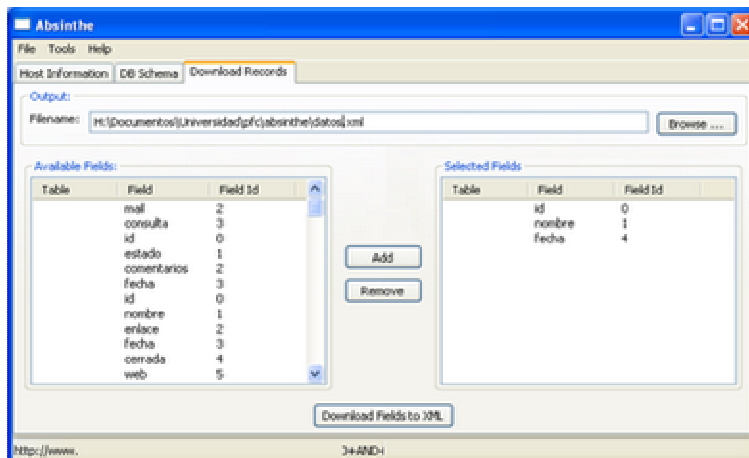 Absinthe
File Tools Help
Host Information DB Schema Download Records
Output:
Filename: H:\Documentos\Universidad\pfc\absinthe\datos.xml Browse ...
Available Fields: Selected Fields
Table Field Field Id Table Field Field Id
mail 2 id 0
consulta 3 nombre 1
id 0 fecha 4
estado 1
comentarios 2
fecha 3
id 0
nombre 1
enlace 2
fecha 3
cerrada 4
web 5
Add
Remove
Download Fields to XML
http://www. )+AND+